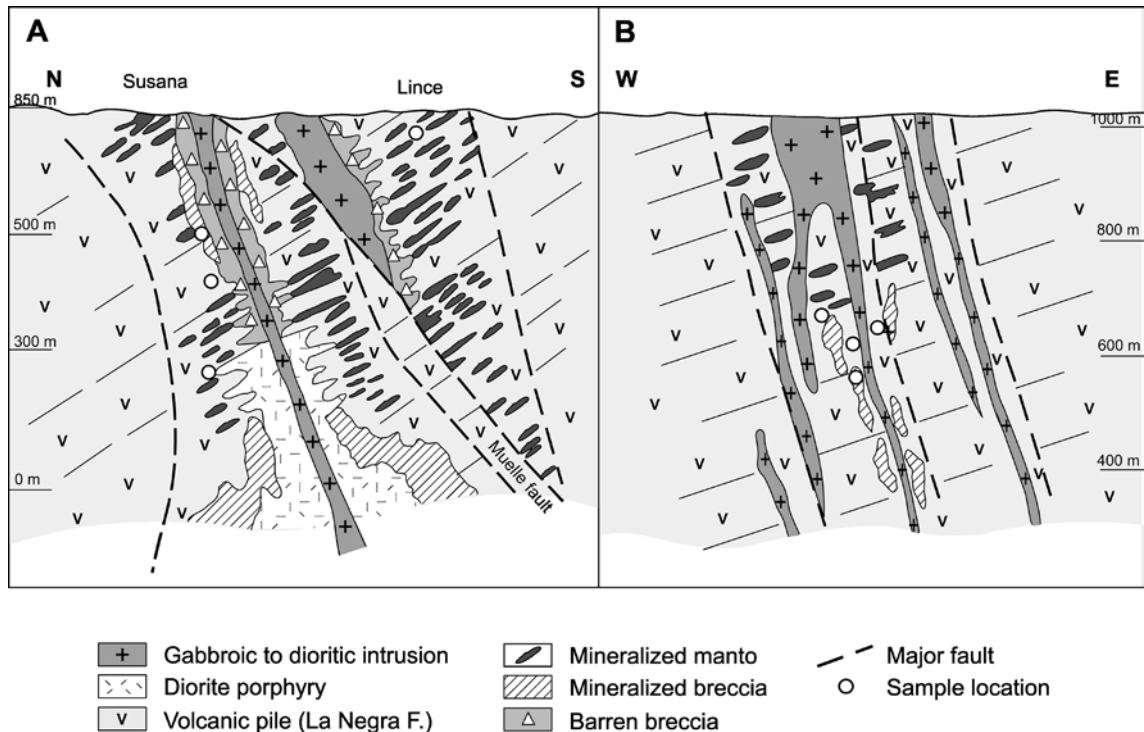 A
B
N
Susana
Lince
S
W
E
850 m
500 m
300 m
0 m
Muelle fault
1000 m
800 m
600 m
400 m
Gabbroic to dioritic intrusion
Diorite porphyry
v Volcanic pile (La Negra F.)
Mineralized manto
Mineralized breccia
Barren breccia
Major fault
Sample location